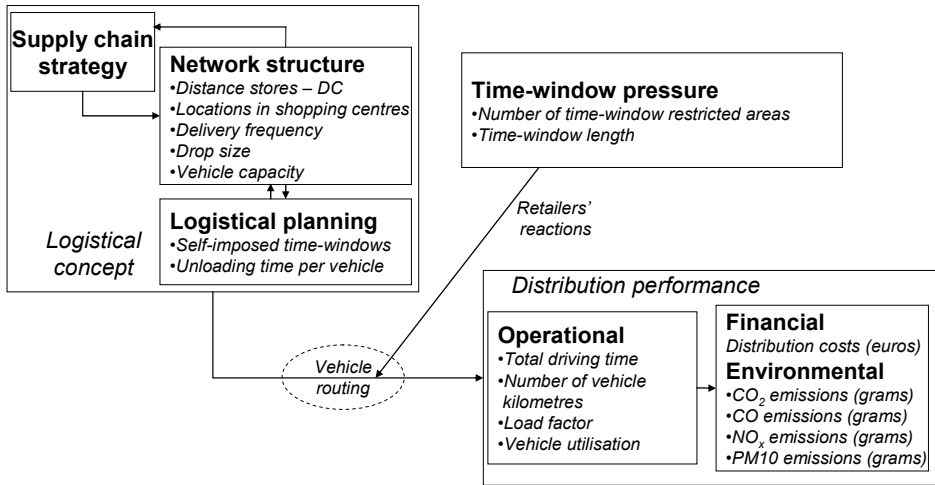 Supply chain
strategy
Network structure
•Distance stores – DC
•Locations in shopping centres
•Delivery frequency
•Drop size
•Vehicle capacity
Logistical planning
•Self-imposed time-windows
•Unloading time per vehicle
Logistical
concept
Time-window pressure
•Number of time-window restricted areas
•Time-window length
Retailers’
reactions
Vehicle
routing
Distribution performance
Operational
•Total driving time
•Number of vehicle
kilometres
•Load factor
•Vehicle utilisation
Financial
Distribution costs (euros)
Environmental
•CO₂ emissions (grams)
•CO emissions (grams)
•NOₓ emissions (grams)
•PM10 emissions (grams)